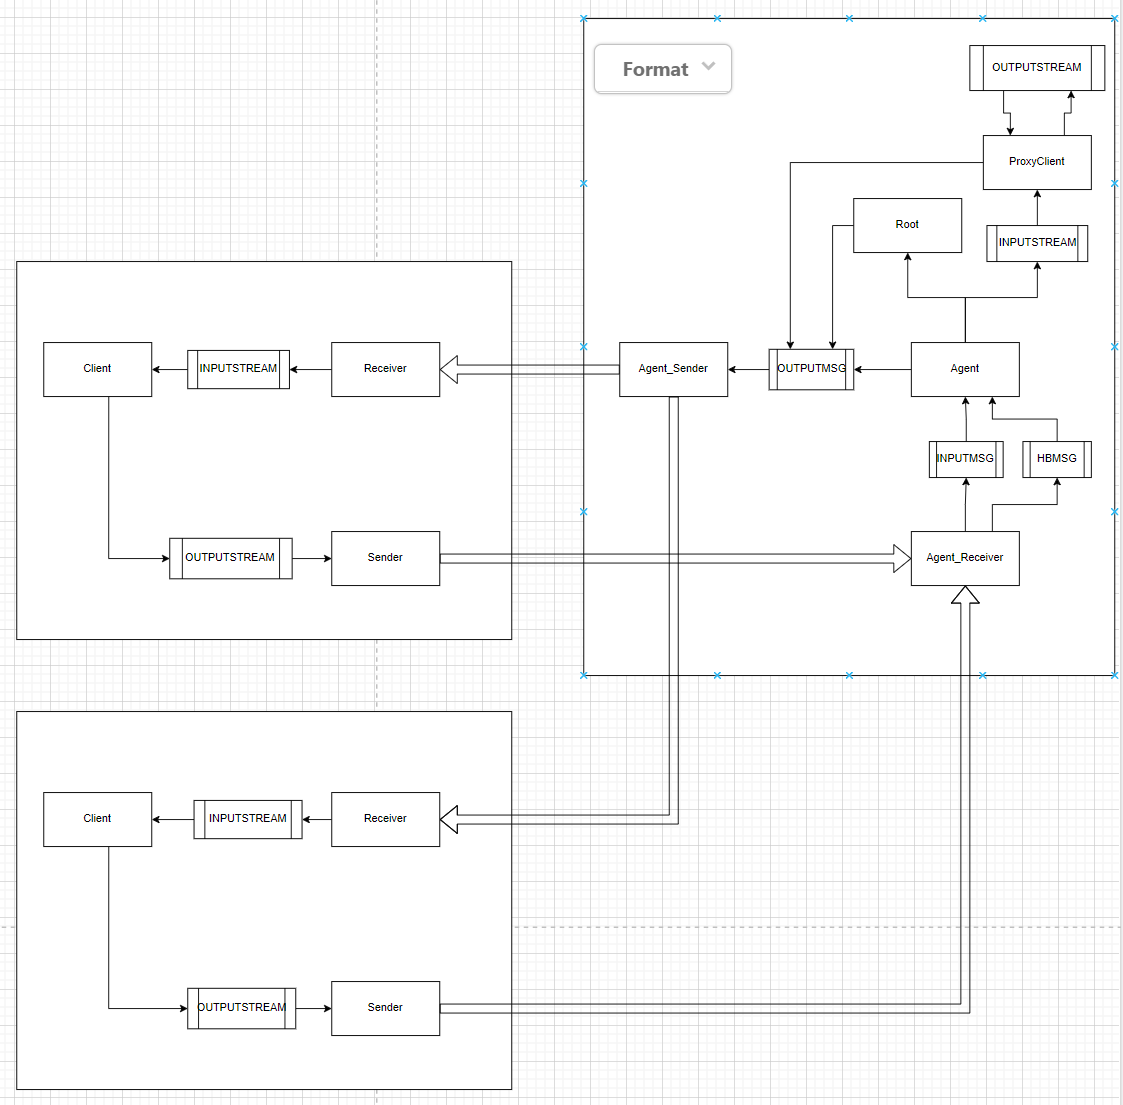 OUTPUTSTREAM
Format
ProxyClient
Root
INPUTSTREAM
Client
INPUTSTREAM
Receiver
Agent_Sender
OUTPUTMSG
Agent
INPUTMSG
HBMSG
OUTPUTSTREAM
Sender
Agent_Receiver
Client
INPUTSTREAM
Receiver
OUTPUTSTREAM
Sender